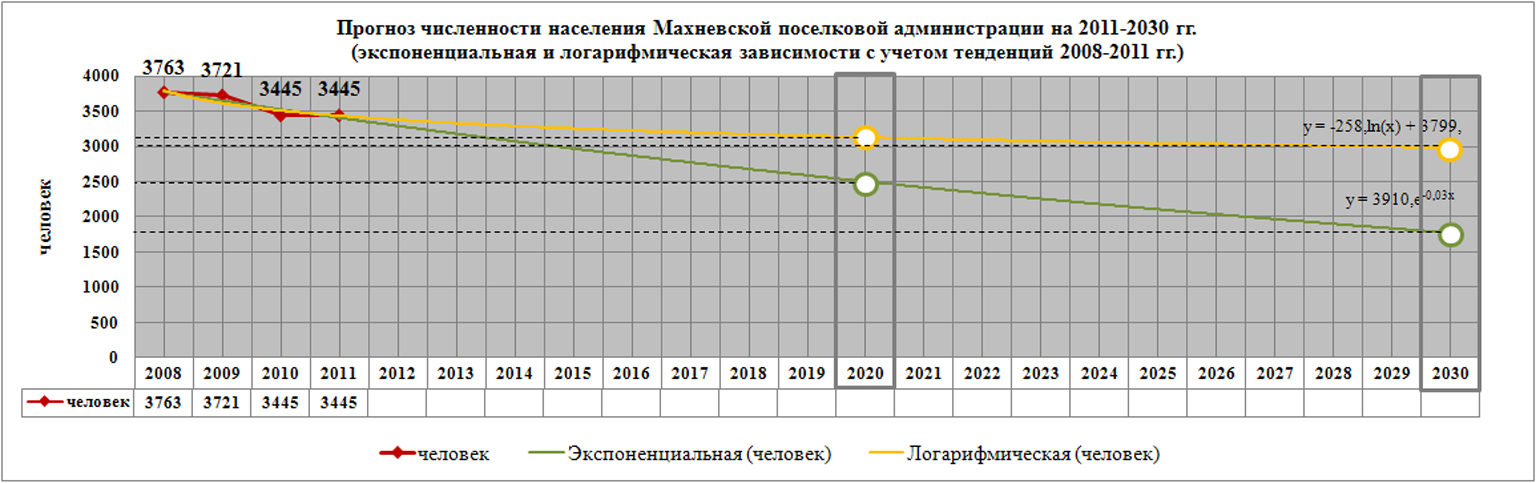 Прогноз численности населения Махневской поселковой администрации на 2011-2030 гг.
(экспоненциальная и логарифмическая зависимости с учетом тенденций 2008-2011 гг.)
3763 3721 3445 3445
4000
3500
3000
2500
2000
1500
1000
500
0
человек
y = -258,ln(x) + 3799,
y = 3910,e-0,03x
2008 2009 2010 2011 2012 2013 2014 2015 2016 2017 2018 2019 2020 2021 2022 2023 2024 2025 2026 2027 2028 2029 2030
человек 3763 3721 3445 3445
человек Экспоненциальная (человек) Логарифмическая (человек)